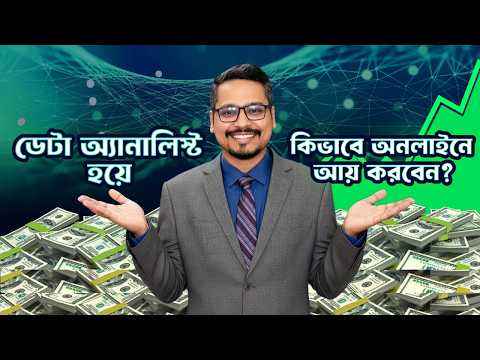 ডেটা অ্যানালিস্ট
হয়ে
কিভাবে অনলাইনে
আয় করবেন?